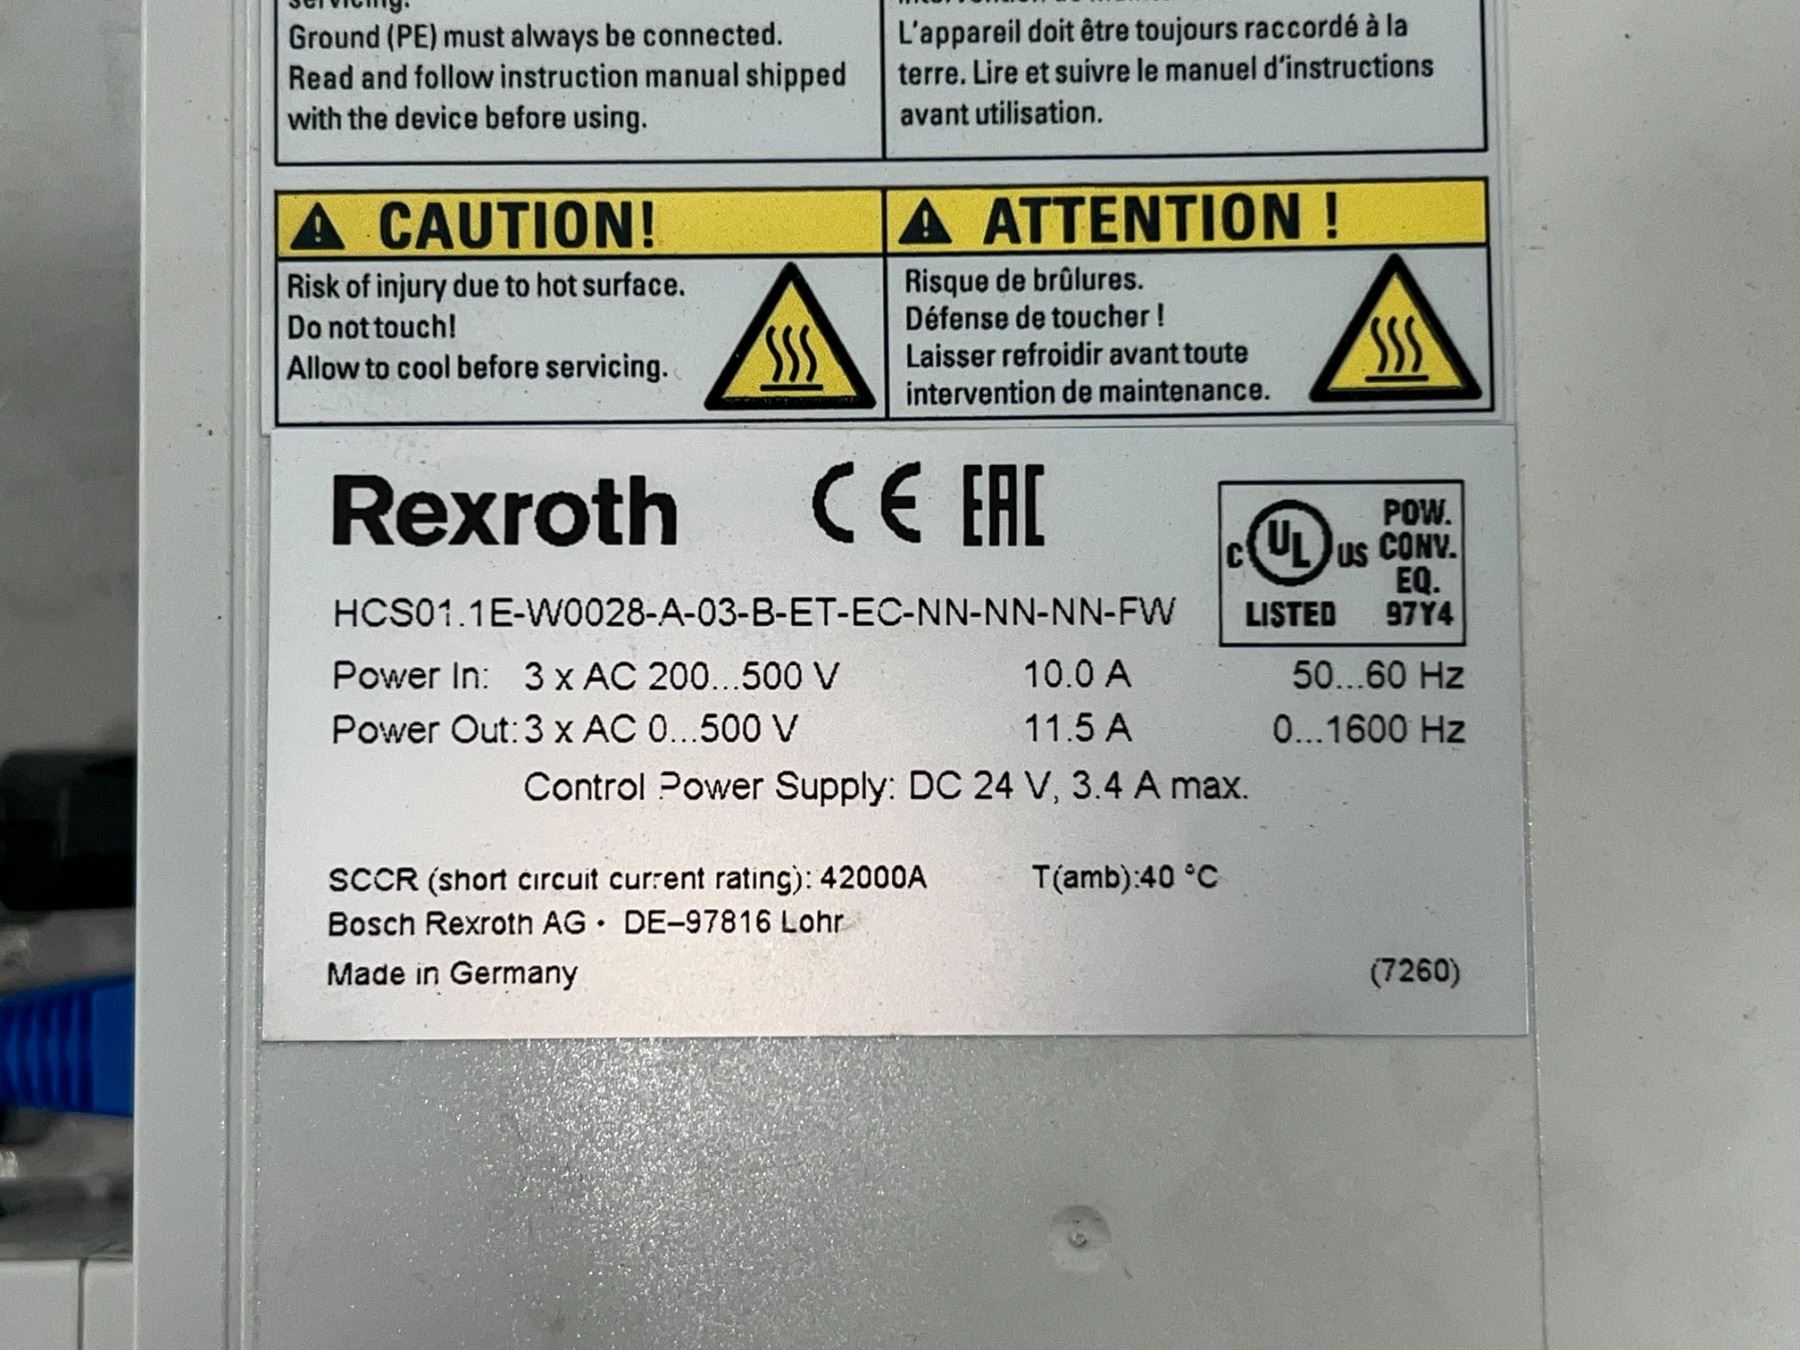 servicing.
Ground (PE) must always be connected.
Read and follow instruction manual shipped
with the device before using.
L'appareil doit être toujours raccordé à la
terre. Lire et suivre le manuel d'instructions
avant utilisation.
CAUTION!
Risk of injury due to hot surface.
Do not touch!
Allow to cool before servicing.
ATTENTION !
Risque de brûlures.
Défense de toucher !
Laisser refroidir avant toute
intervention de maintenance.
Rexroth CE EAC
C UL US POW.
CONV.
EQ.
LISTED 97Y4
HCS01.1E-W0028-A-03-B-ET-EC-NN-NN-NN-FW
Power In: 3 x AC 200...500 V 10.0 A 50...60 Hz
Power Out: 3 x AC 0...500 V 11.5 A 0...1600 Hz
Control Power Supply: DC 24 V, 3.4 A max.
SCCR (short circuit current rating): 42000A T(amb):40 °C
Bosch Rexroth AG • DE–97816 Lohr
Made in Germany (7260)